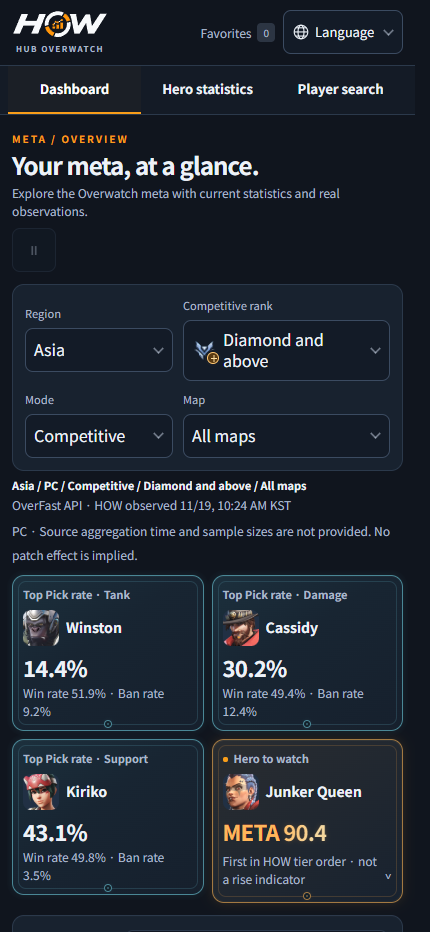 HOW
HUB OVERWATCH
Favorites 0
Language
Dashboard
Hero statistics
Player search
META / OVERVIEW
Your meta, at a glance.
Explore the Overwatch meta with current statistics and real
observations.
Region
Asia
Competitive rank
Diamond and
above
Mode
Competitive
Map
All maps
Asia / PC / Competitive / Diamond and above / All maps
OverFast API · HOW observed 11/19, 10:24 AM KST
PC · Source aggregation time and sample sizes are not provided. No
patch effect is implied.
Top Pick rate · Tank
Winston
14.4%
Win rate 51.9% · Ban rate
9.2%
Top Pick rate · Damage
Cassidy
30.2%
Win rate 49.4% · Ban rate
12.4%
Top Pick rate · Support
Kiriko
43.1%
Win rate 49.8% · Ban rate
3.5%
Hero to watch
Junker Queen
META 90.4
First in HOW tier order · not
a rise indicator